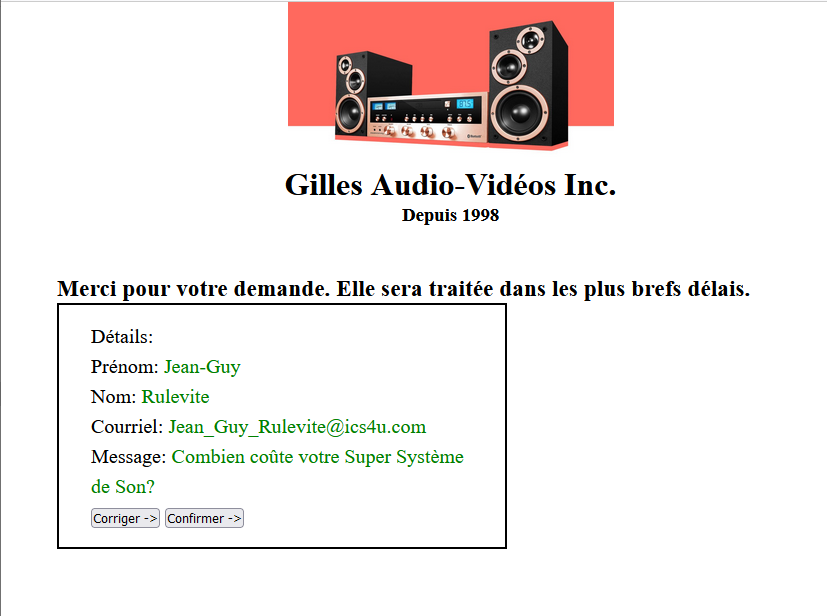 Gilles Audio-Vidéos Inc.
Depuis 1998
Merci pour votre demande. Elle sera traitée dans les plus brefs délais.
Détails:
Prénom: Jean-Guy
Nom: Rulevite
Courriel: Jean_Guy_Rulevite@ics4u.com
Message: Combien coûte votre Super Système
de Son?
Corriger -> Confirmer ->